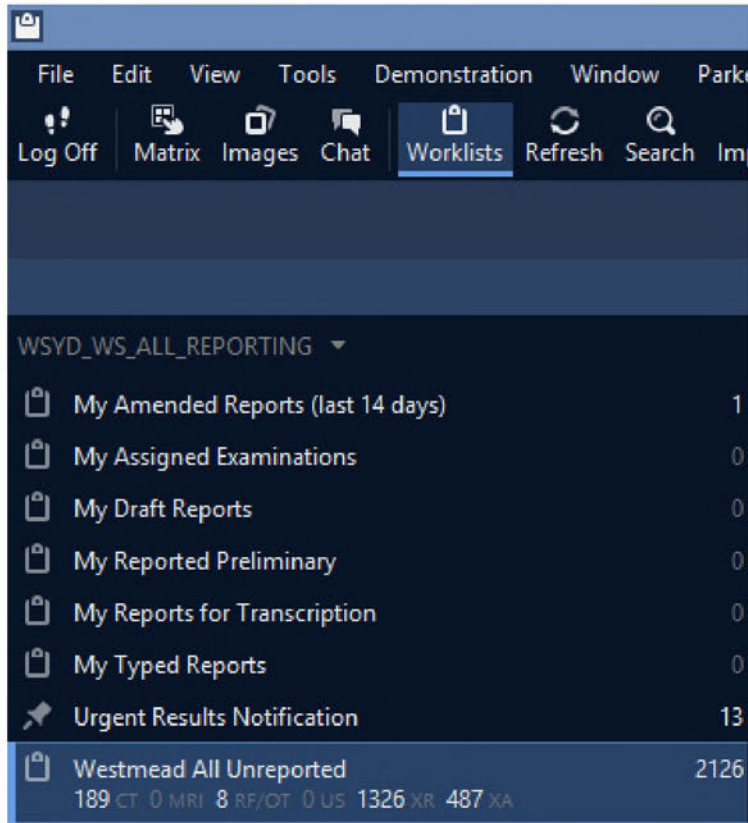 File Edit View Tools Demonstration Window
Log Off Matrix Images Chat Worklists Refresh Search
WSYD_WS_ALL_REPORTING
My Amended Reports (last 14 days) 1
My Assigned Examinations 0
My Draft Reports 0
My Reported Preliminary 0
My Reports for Transcription 0
My Typed Reports 0
Urgent Results Notification 13
Westmead All Unreported 2126
189 CT 0 MRI 8 RF/OT 0 US 1326 XR 487 XA